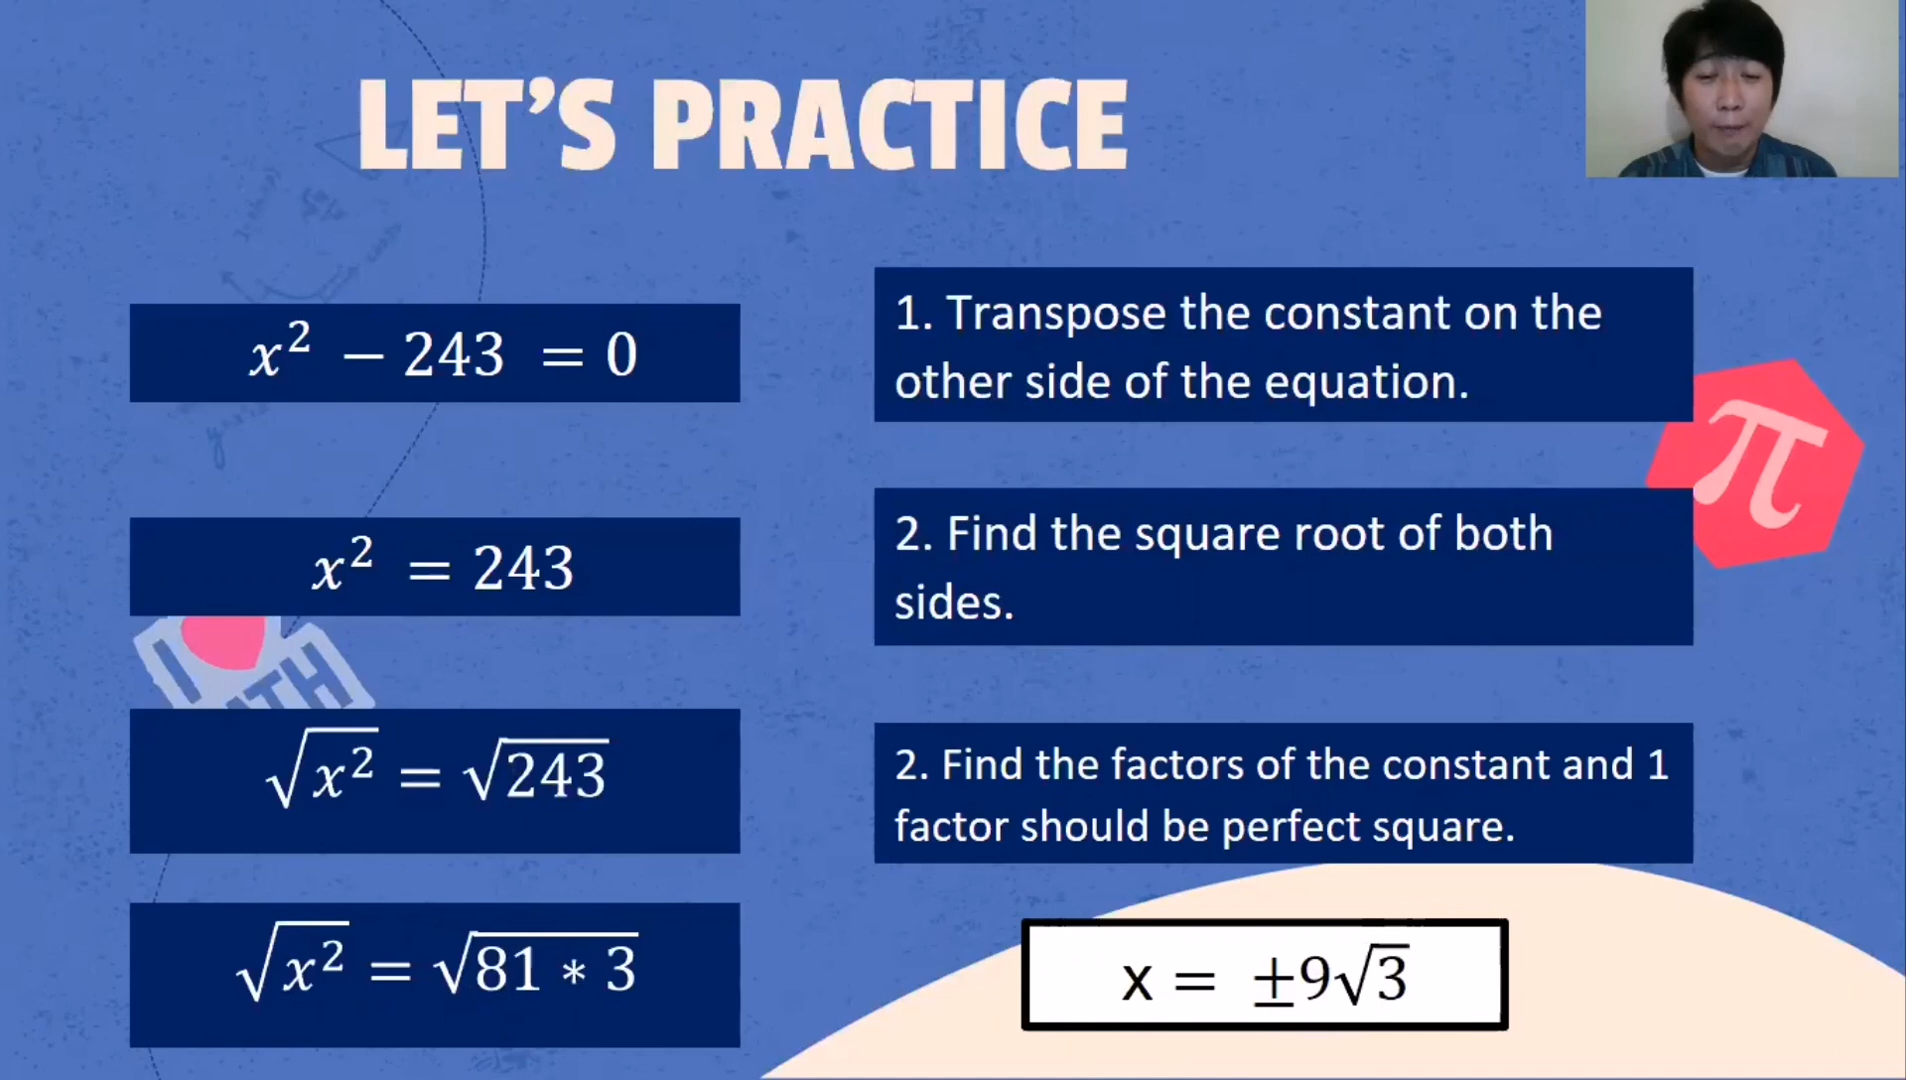 LET'S PRACTICE
x² − 243 = 0
1. Transpose the constant on the
other side of the equation.
x² = 243
2. Find the square root of both
sides.
I
ATH
√x² = √243
2. Find the factors of the constant and 1
factor should be perfect square.
√x² = √81 * 3
x = ±9√3
π